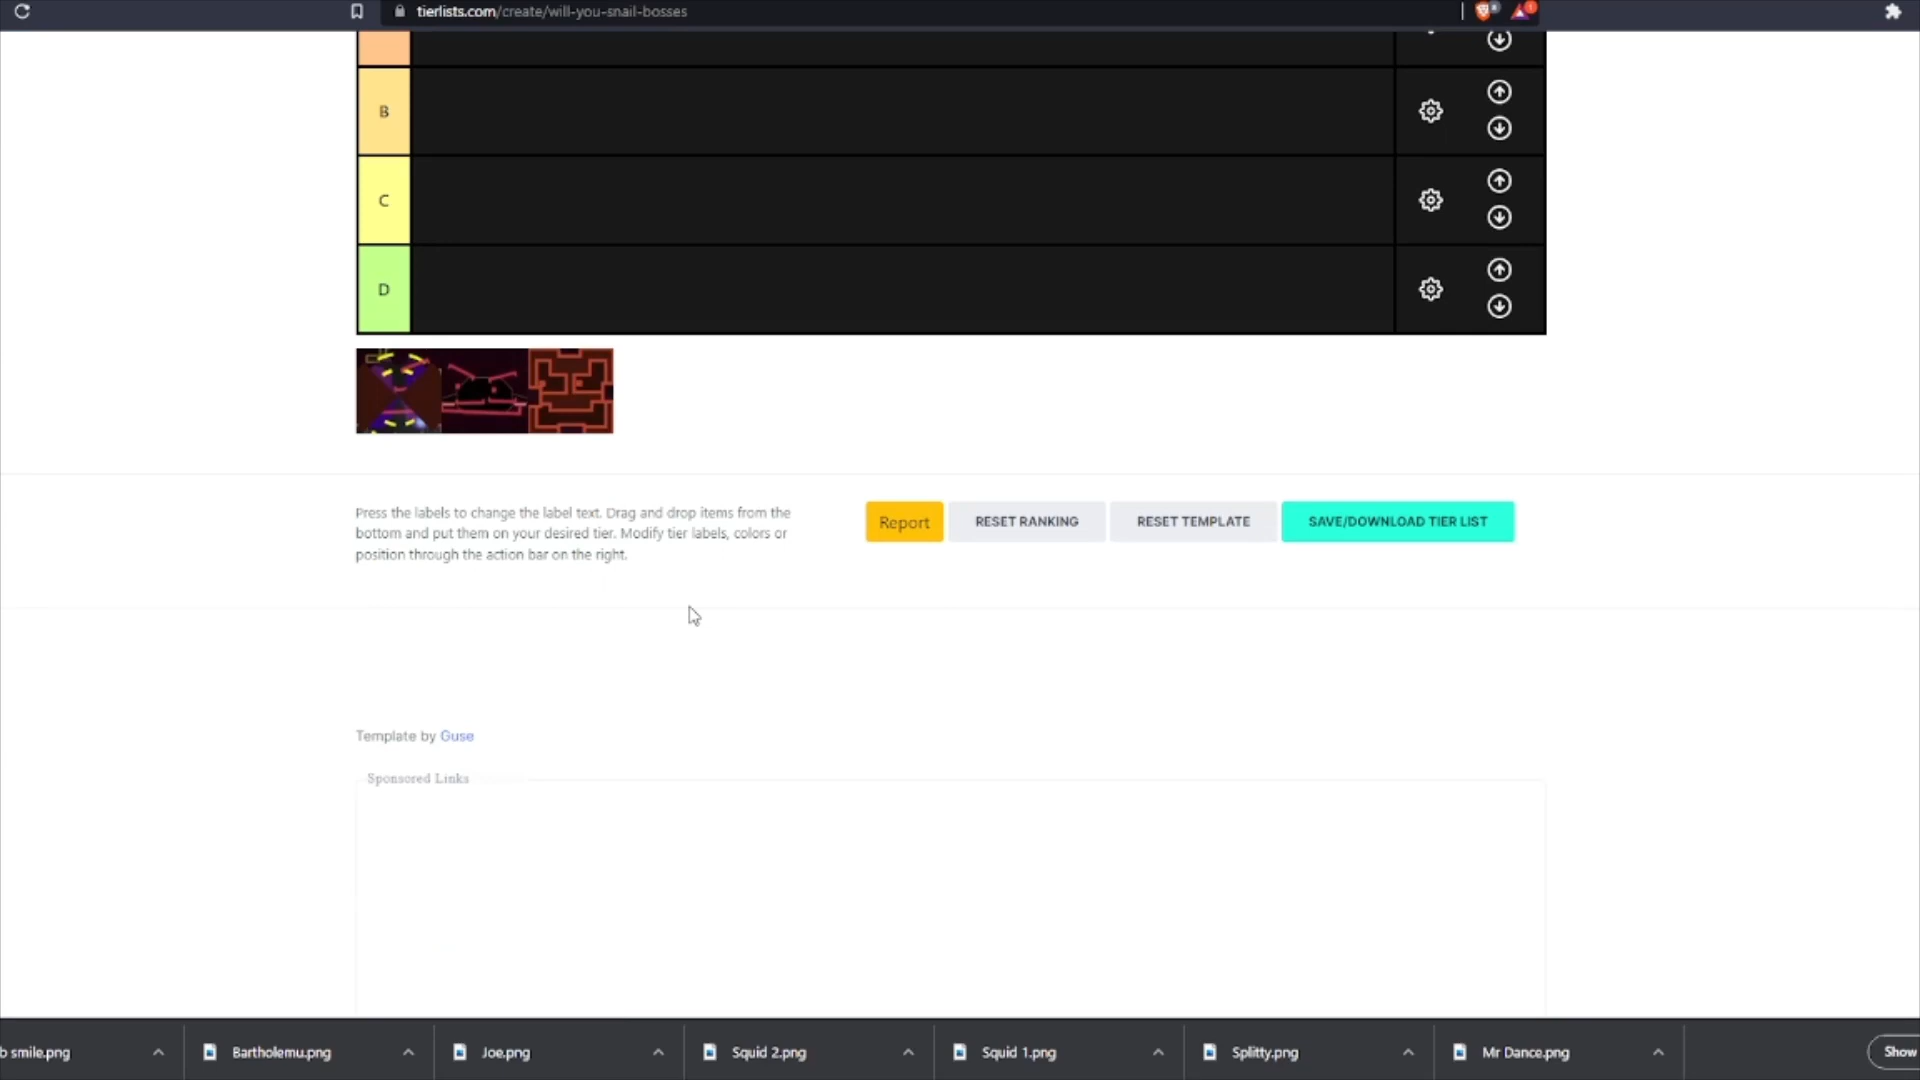 tierlists.com/create/will-you-snail-bosses
B
C
D
Press the labels to change the label text. Drag and drop items from the
bottom and put them on your desired tier. Modify tier labels, colors or
position through the action bar on the right.
Report
RESET RANKING
RESET TEMPLATE
SAVE/DOWNLOAD TIER LIST
Template by Guse
Sponsored Links
b smile.png
Bartholemu.png
Joe.png
Squid 2.png
Squid 1.png
Splitty.png
Mr Dance.png
Show